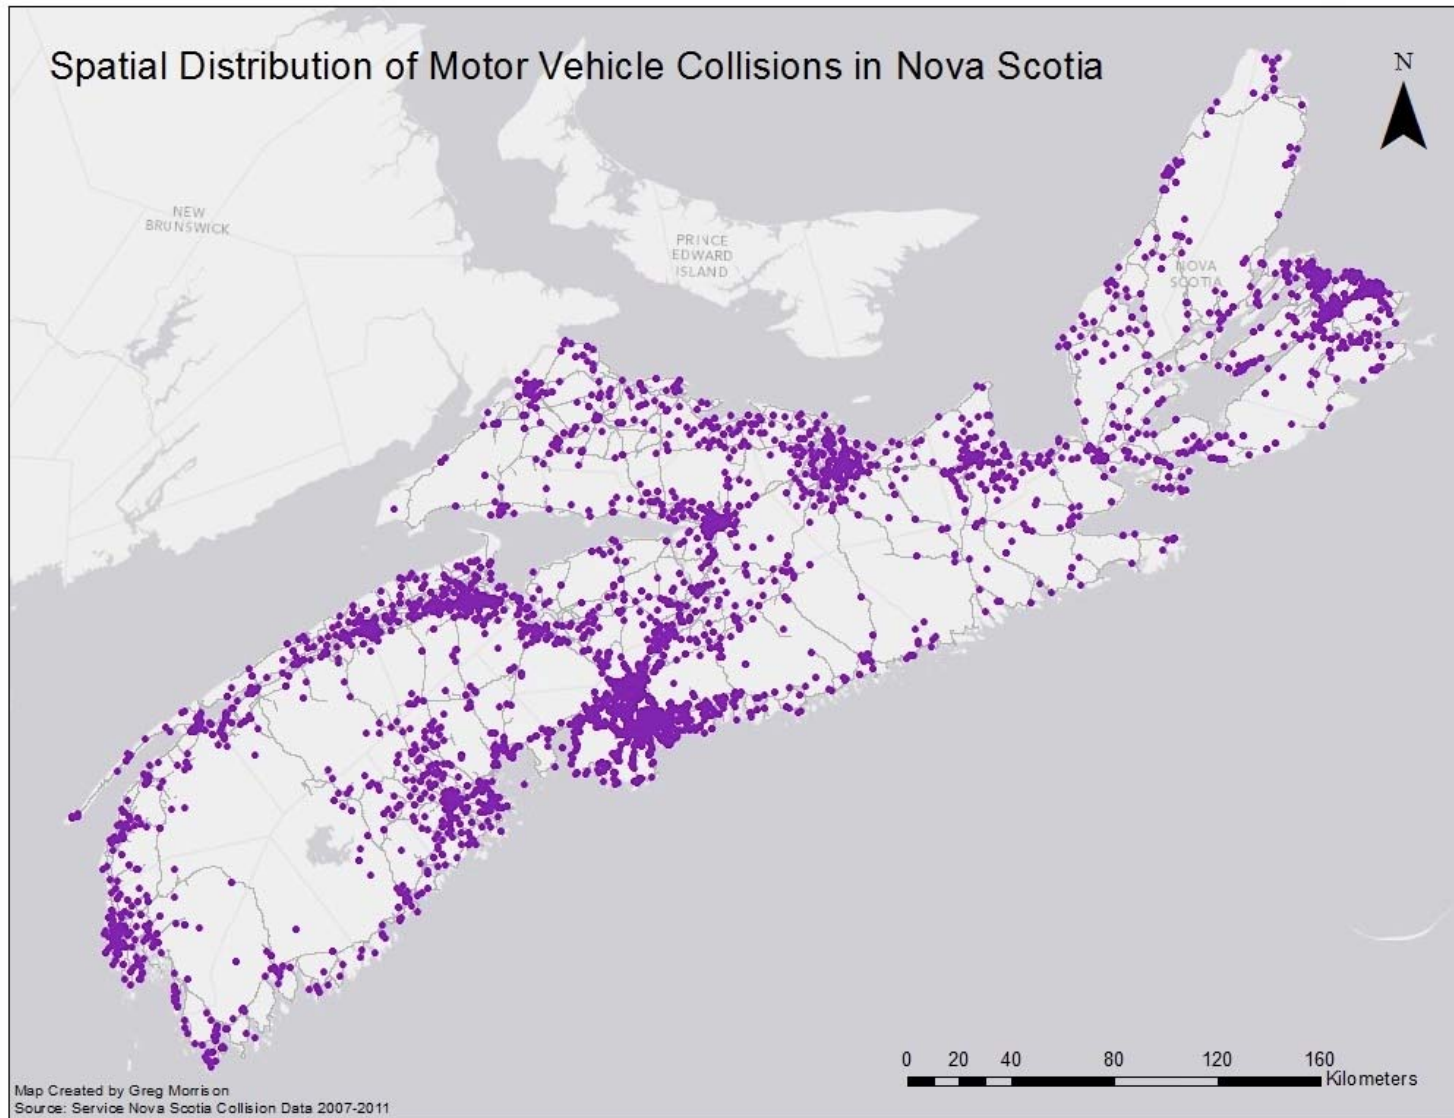 Spatial Distribution of Motor Vehicle Collisions in Nova Scotia
N
NEW
BRUNSWICK
PRINCE
EDWARD
ISLAND
NOVA
SCOTIA
0 20 40 80 120 160
Kilometers
Map Created by Greg Morrison
Source: Service Nova Scotia Collision Data 2007-2011